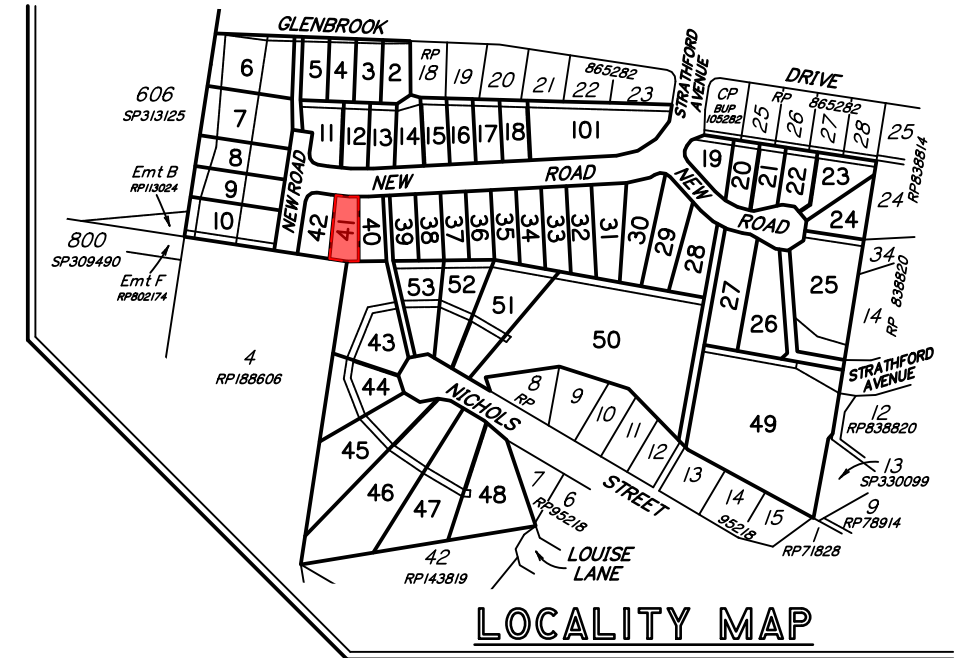 GLENBROOK
DRIVE
STRATHFORD
AVENUE
606
SP313125
6
5
4
3
2
RP
18
19
20
21
22
23
865282
CP
BUP
105282
25
RP
26
865282
27
28
25
RP838814
24
7
11
12
13
14
15
16
17
18
101
8
9
10
Emt B
RP113024
800
SP309490
Emt F
RP802174
NEW ROAD
NEW
ROAD
42
41
40
39
38
37
36
35
34
33
32
31
30
29
28
19
20
21
22
23
24
NEW
ROAD
34
838820
14
RP
25
26
27
53
52
51
50
43
44
45
46
47
48
49
4
RP188606
NICHOLS
STREET
8
RP
9
10
11
12
13
14
15
95218
7
6
RP95218
STRATHFORD
AVENUE
12
RP838820
13
SP330099
9
RP78914
RP71828
1
42
RP143819
LOUISE
LANE
LOCALITY MAP